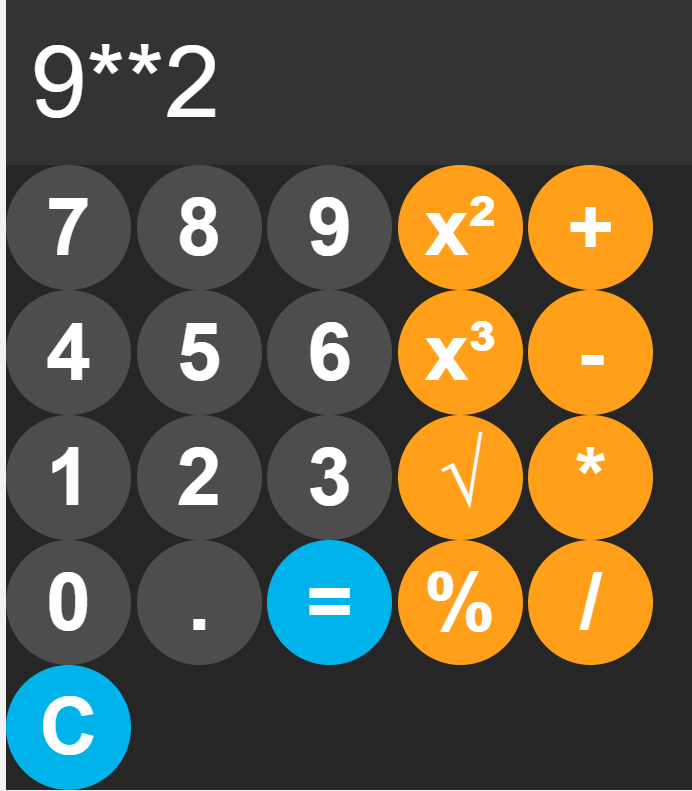 9**2
7 8 9 x² +
4 5 6 x³ -
1 2 3 √ *
0 . = % /
C